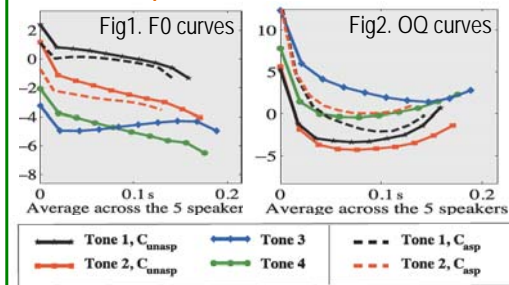 Fig1. F0 curves
2
0
-2
-4
-6
-8
0
0.1s
0.2
Average across the 5 speaker
Fig2. OQ curves
10
5
0
-5
0
0.1s
0.2
Average across the 5 speakers
Tone 1, Cunasp
Tone 3
Tone 1, Casp
Tone 2, Cunasp
Tone 4
Tone 2, Casp